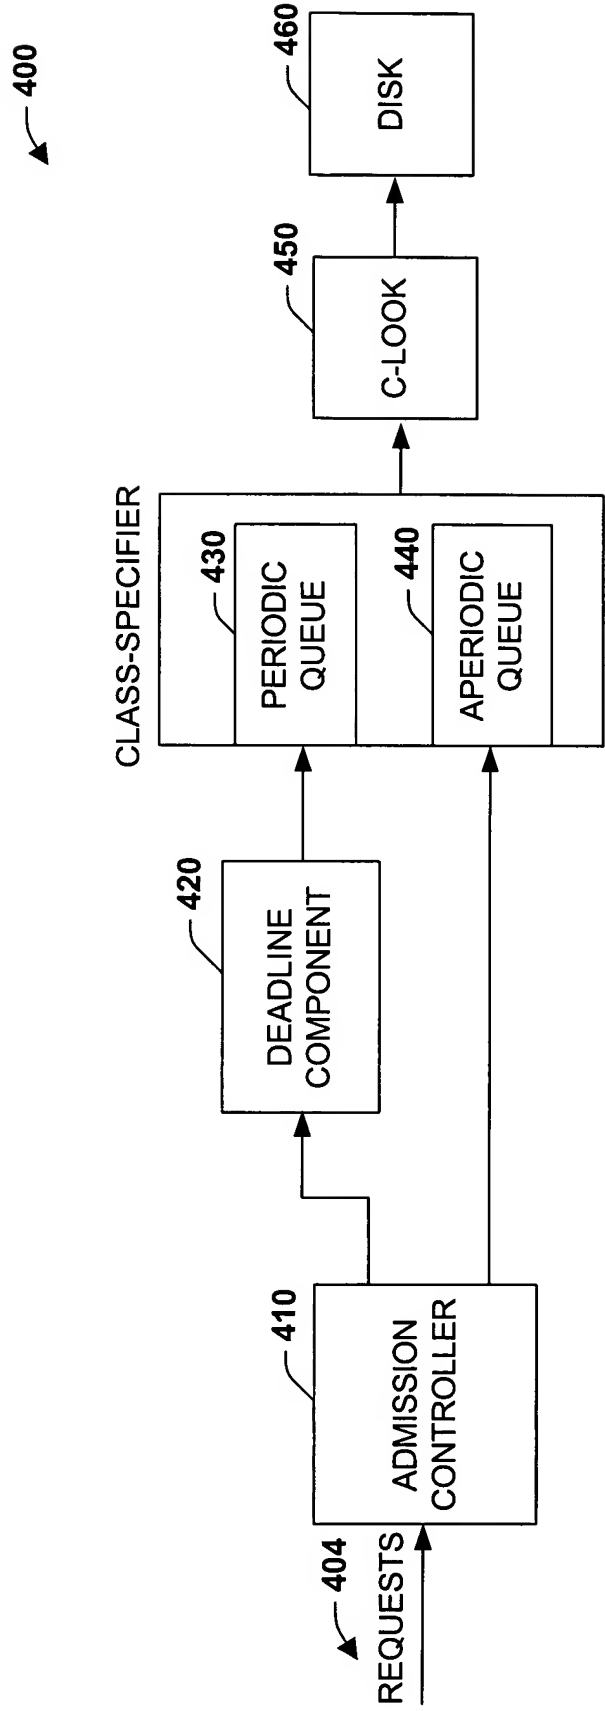 400
404
REQUESTS
410
ADMISSION
CONTROLLER
420
DEADLINE
COMPONENT
CLASS-SPECIFIER
430
PERIODIC
QUEUE
440
APERIODIC
QUEUE
450
C-LOOK
460
DISK